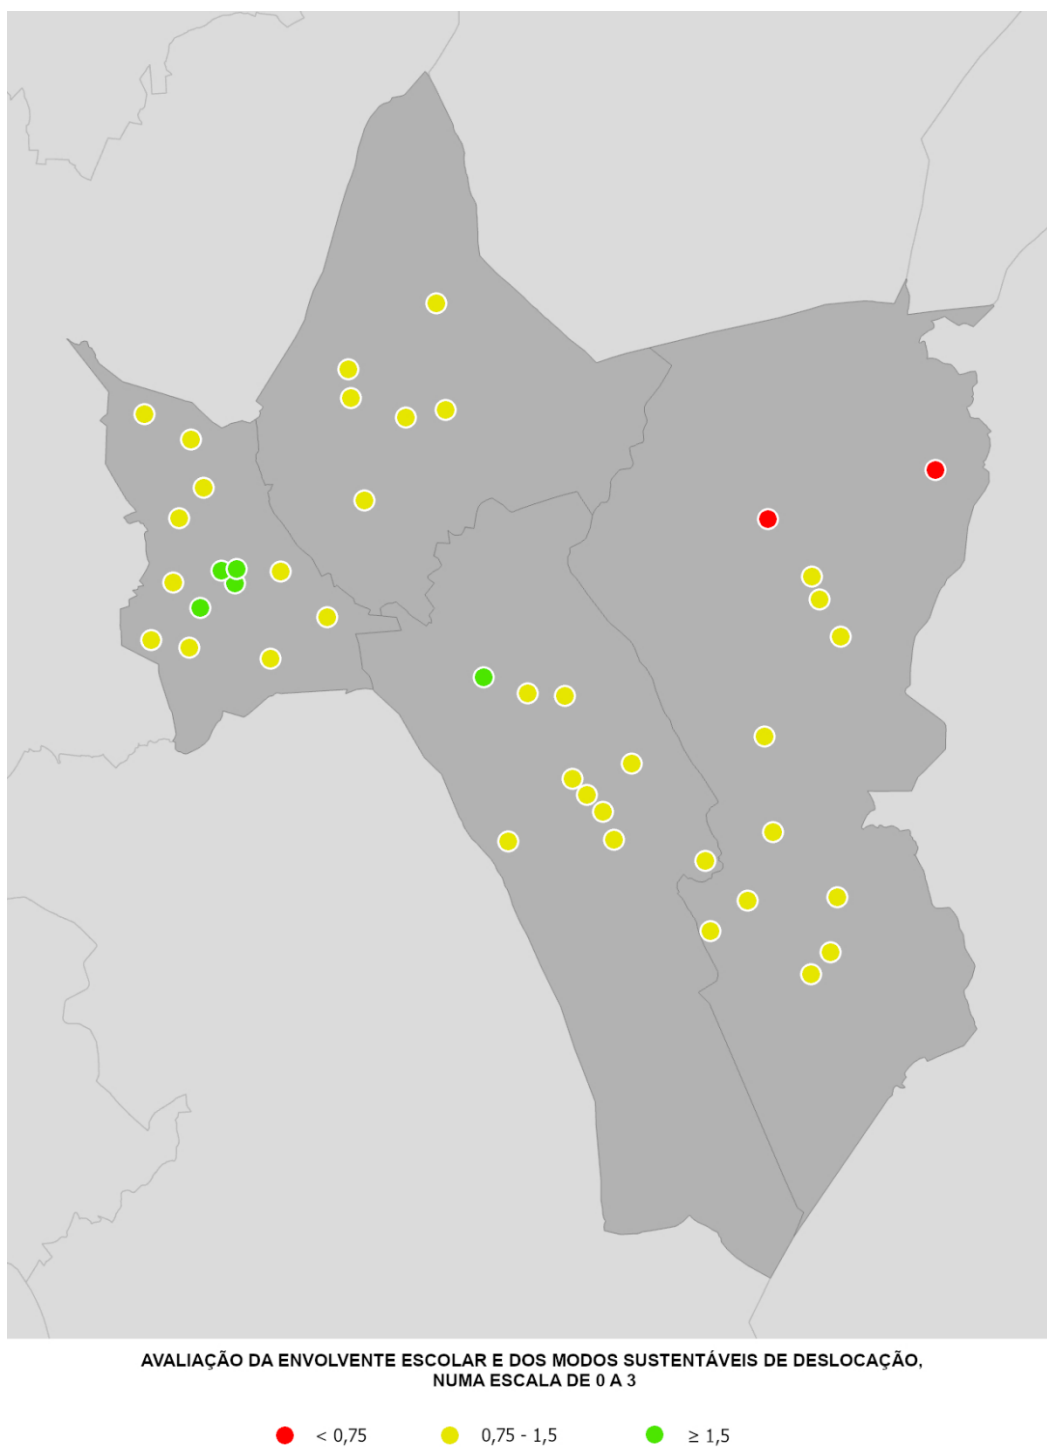 AVALIAÇÃO DA ENVOLVENTE ESCOLAR E DOS MODOS SUSTENTÁVEIS DE DESLOCAÇÃO,
NUMA ESCALA DE 0 A 3
< 0,75 0,75 - 1,5 ≥ 1,5